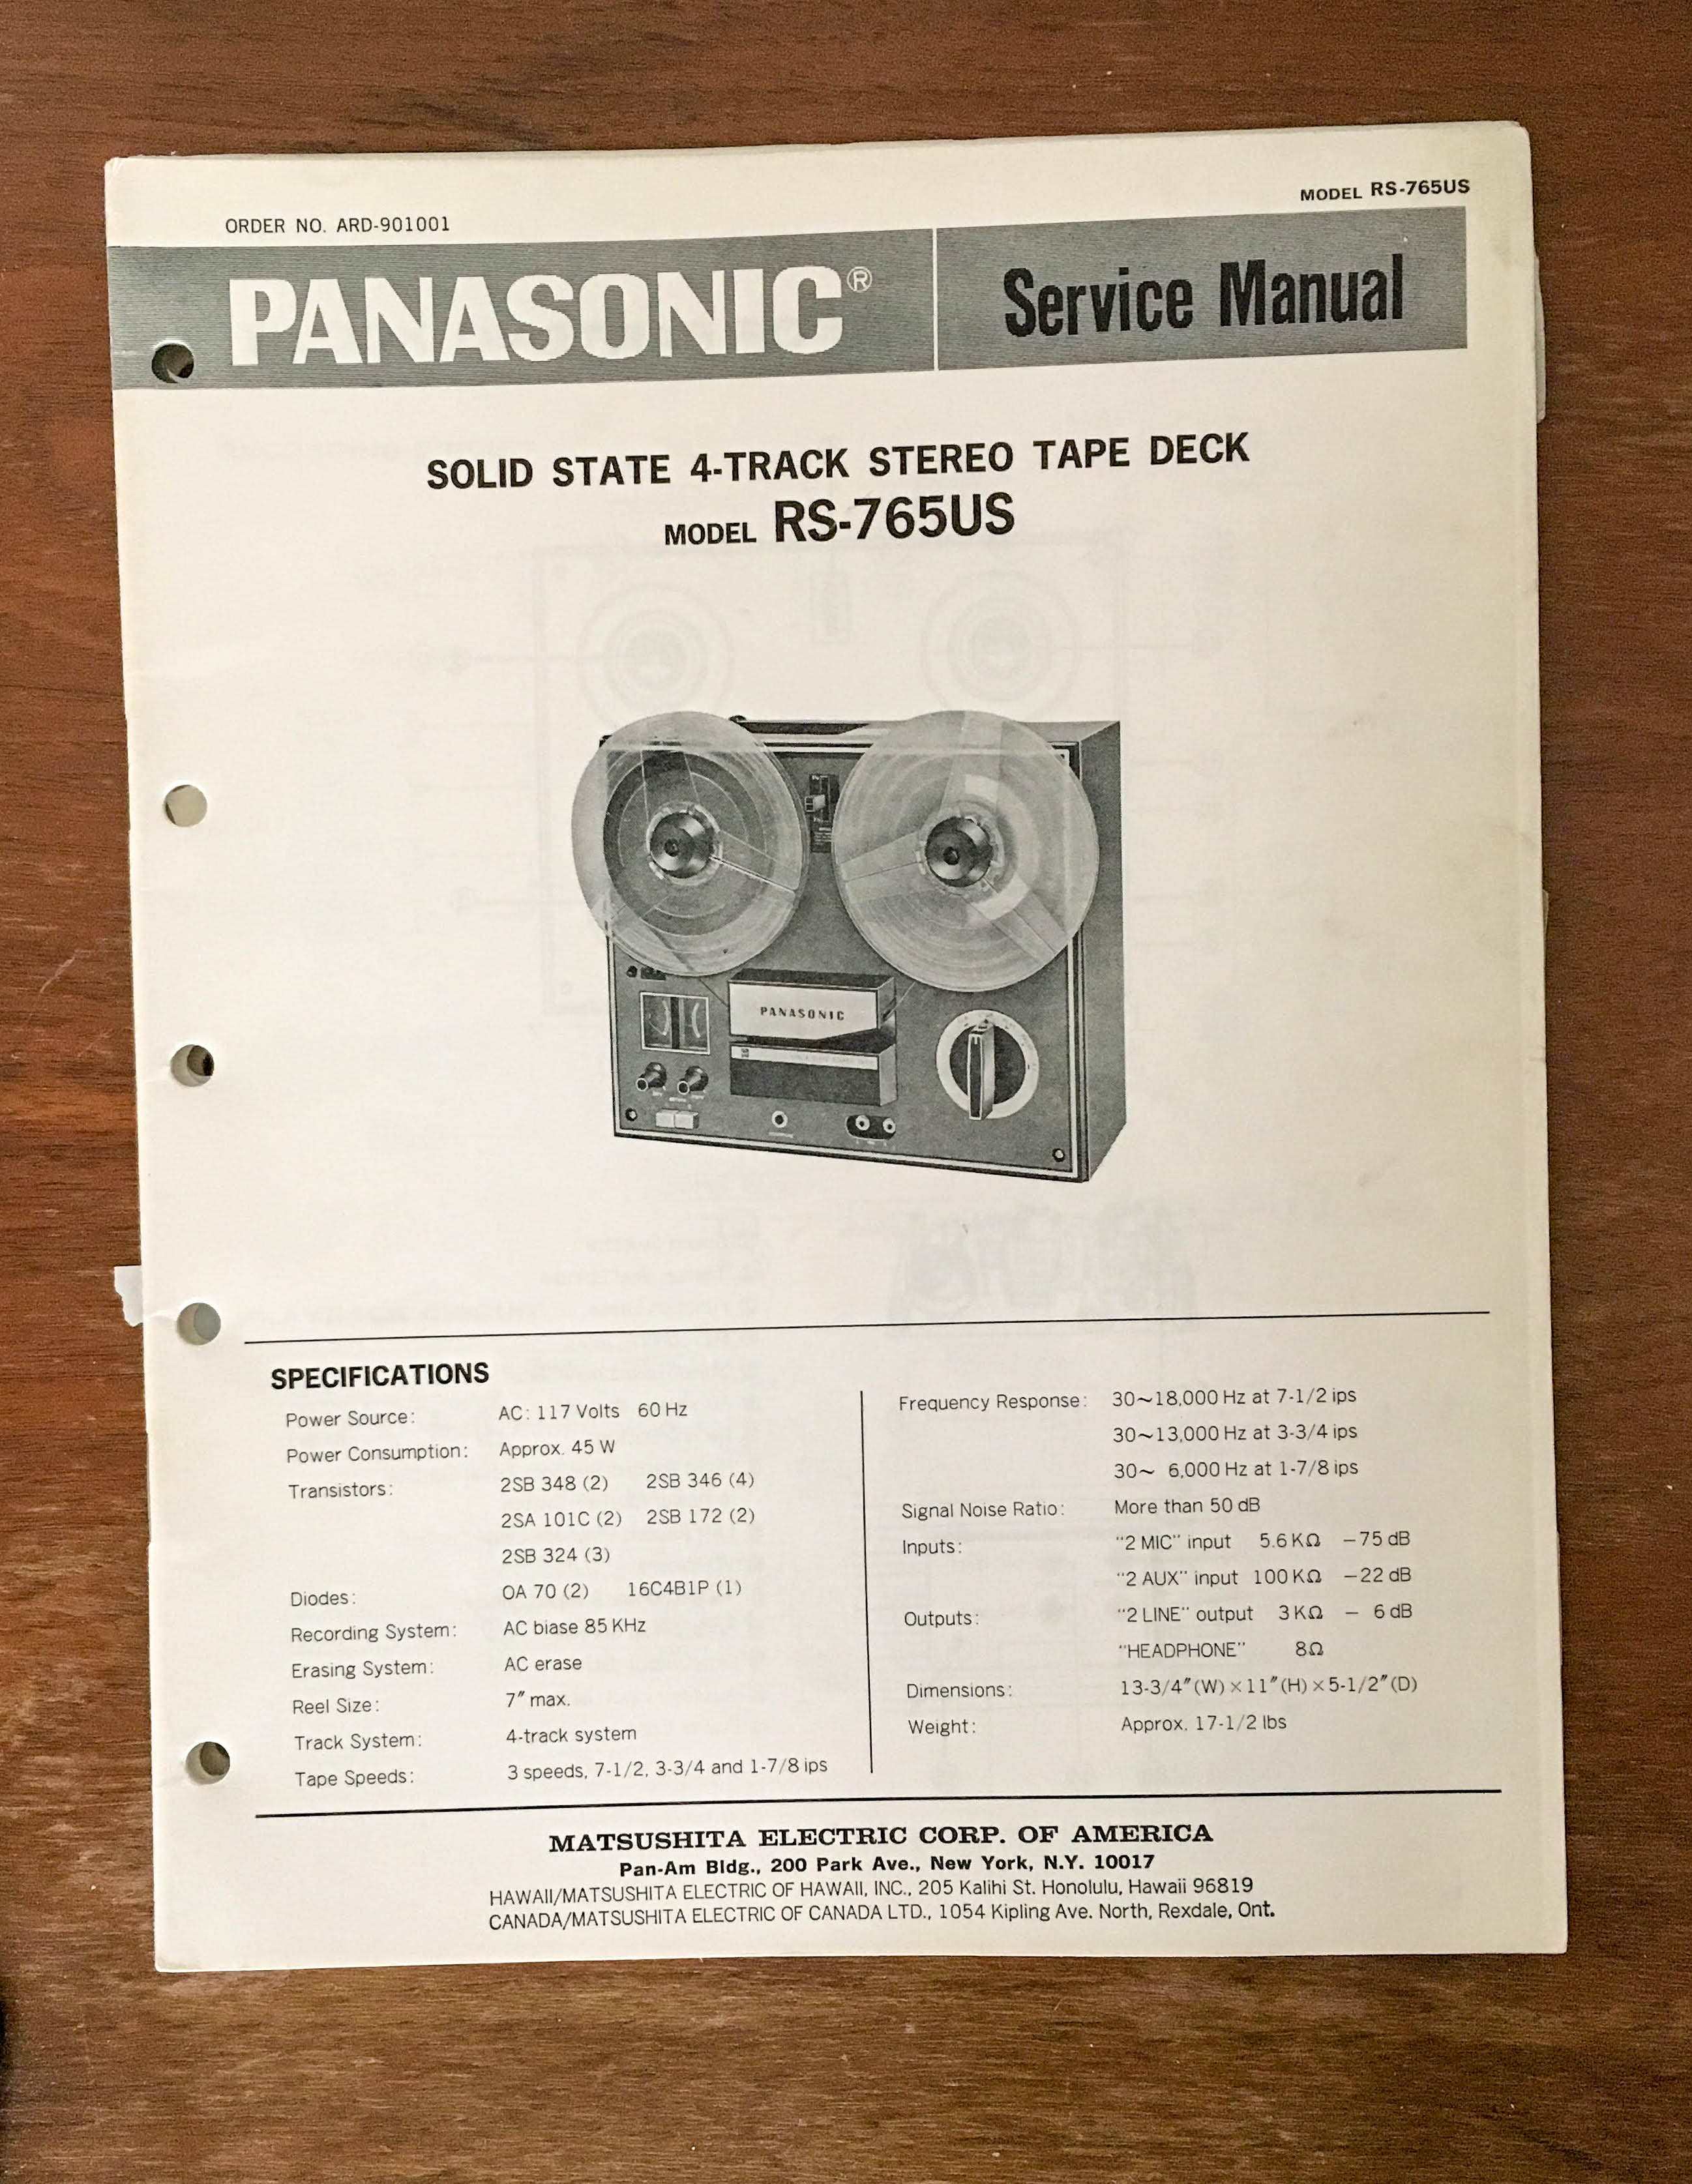 MODEL RS-765US
ORDER NO. ARD-901001
PANASONIC®
Service Manual
SOLID STATE 4-TRACK STEREO TAPE DECK
MODEL RS-765US
PANASONIC
SPECIFICATIONS
Power Source: AC: 117 Volts 60 Hz
Power Consumption: Approx. 45 W
Transistors: 2SB 348 (2) 2SB 346 (4)
2SA 101C (2) 2SB 172 (2)
2SB 324 (3)
Diodes: OA 70 (2) 16C4B1P (1)
Recording System: AC biase 85 KHz
Erasing System: AC erase
Reel Size: 7″ max.
Track System: 4-track system
Tape Speeds: 3 speeds, 7-1/2, 3-3/4 and 1-7/8 ips
Frequency Response: 30~18,000 Hz at 7-1/2 ips
30~13,000 Hz at 3-3/4 ips
30~ 6,000 Hz at 1-7/8 ips
Signal Noise Ratio: More than 50 dB
Inputs: "2 MIC" input 5.6 KΩ −75 dB
"2 AUX" input 100 KΩ −22 dB
Outputs: "2 LINE" output 3 KΩ − 6 dB
"HEADPHONE" 8Ω
Dimensions: 13-3/4″(W)×11″(H)×5-1/2″(D)
Weight: Approx. 17-1/2 lbs
MATSUSHITA ELECTRIC CORP. OF AMERICA
Pan-Am Bldg., 200 Park Ave., New York, N.Y. 10017
HAWAII/MATSUSHITA ELECTRIC OF HAWAII, INC., 205 Kalihi St. Honolulu, Hawaii 96819
CANADA/MATSUSHITA ELECTRIC OF CANADA LTD., 1054 Kipling Ave. North, Rexdale, Ont.